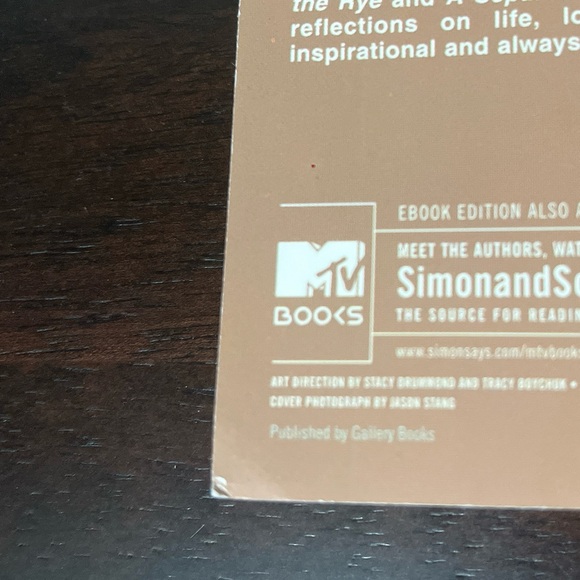 the Rye and A Sepa
reflections on life, lo
inspirational and always
EBOOK EDITION ALSO A
MTV
BOOKS
MEET THE AUTHORS, WAT
SimonandSc
THE SOURCE FOR READIN
www.simonsays.com/mtvbooks
ART DIRECTION BY STACY DRUMMOND AND TRACY BOYCHUK •
COVER PHOTOGRAPH BY JASON STANG
Published by Gallery Books